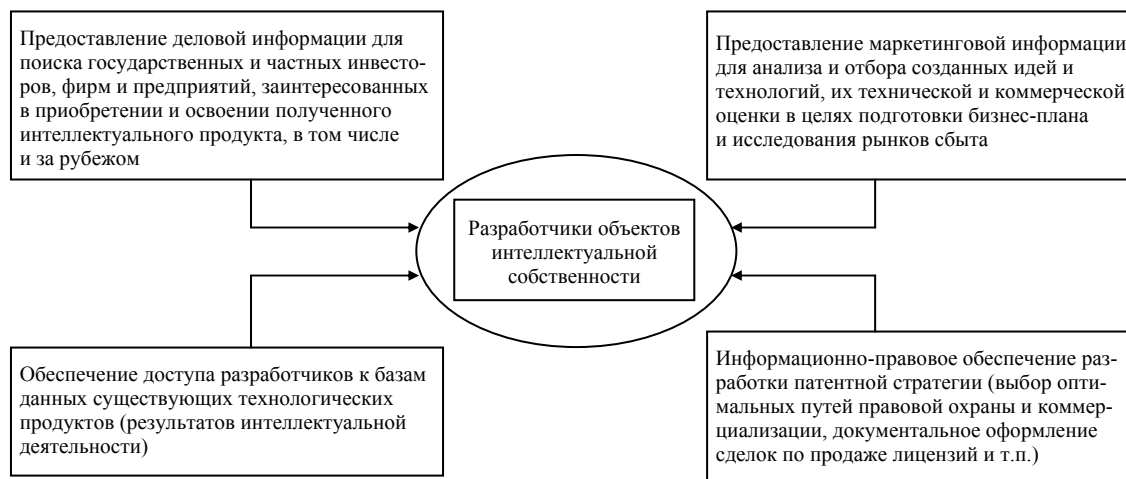 Предоставление деловой информации для
поиска государственных и частных инвесто-
ров, фирм и предприятий, заинтересованных
в приобретении и освоении полученного
интеллектуального продукта, в том числе
и за рубежом
Предоставление маркетинговой информации
для анализа и отбора созданных идей и
технологий, их технической и коммерческой
оценки в целях подготовки бизнес-плана
и исследования рынков сбыта
Разработчики объектов
интеллектуальной
собственности
Обеспечение доступа разработчиков к базам
данных существующих технологических
продуктов (результатов интеллектуальной
деятельности)
Информационно-правовое обеспечение раз-
работки патентной стратегии (выбор опти-
мальных путей правовой охраны и коммер-
циализации, документальное оформление
сделок по продаже лицензий и т.п.)